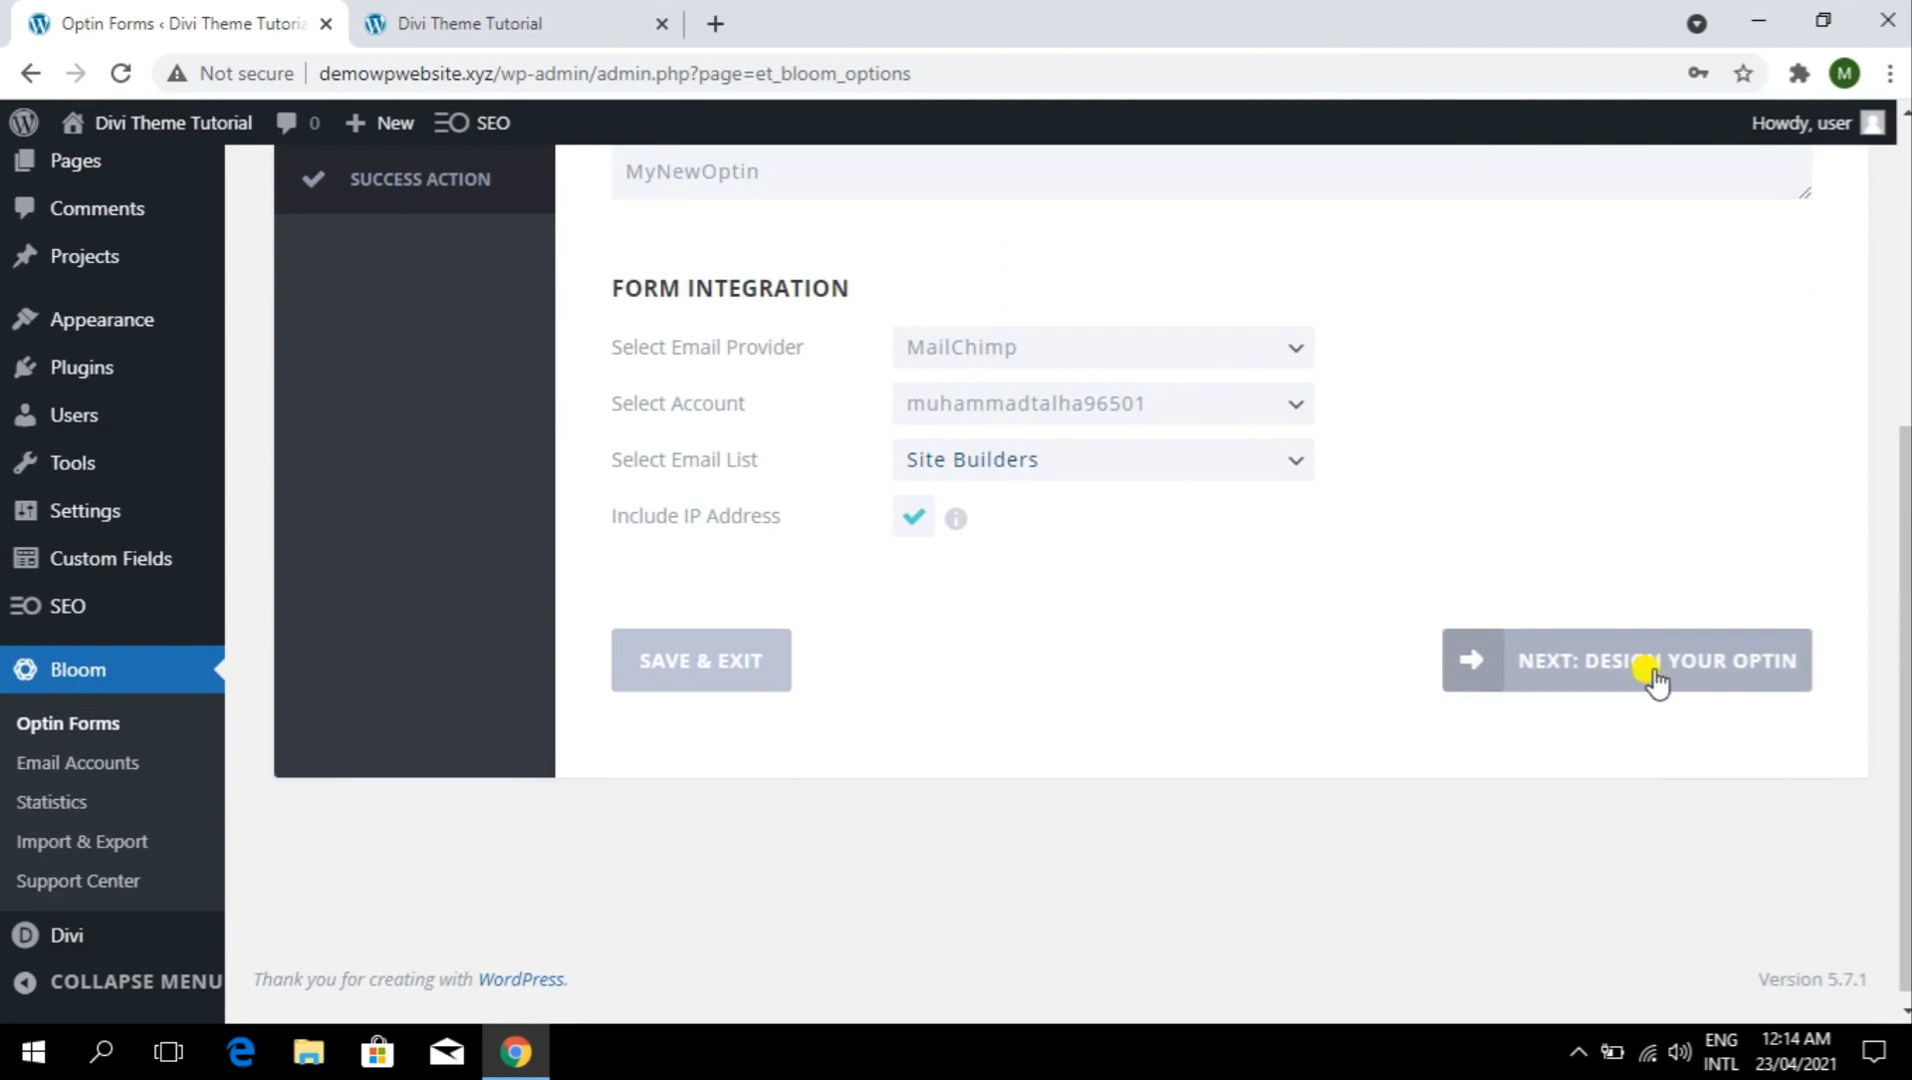 Optin Forms ‹ Divi Theme Tutoria
Divi Theme Tutorial
Not secure
demowpwebsite.xyz/wp-admin/admin.php?page=et_bloom_options
M
Divi Theme Tutorial
0
New
SEO
Howdy, user
Pages
Comments
Projects
Appearance
Plugins
Users
Tools
Settings
Custom Fields
SEO
Bloom
Optin Forms
Email Accounts
Statistics
Import & Export
Support Center
Divi
COLLAPSE MENU
SUCCESS ACTION
MyNewOptin
FORM INTEGRATION
Select Email Provider
MailChimp
Select Account
muhammadtalha96501
Select Email List
Site Builders
Include IP Address
SAVE & EXIT
NEXT: DESIGN YOUR OPTIN
Thank you for creating with WordPress.
Version 5.7.1
ENG
INTL
12:14 AM
23/04/2021